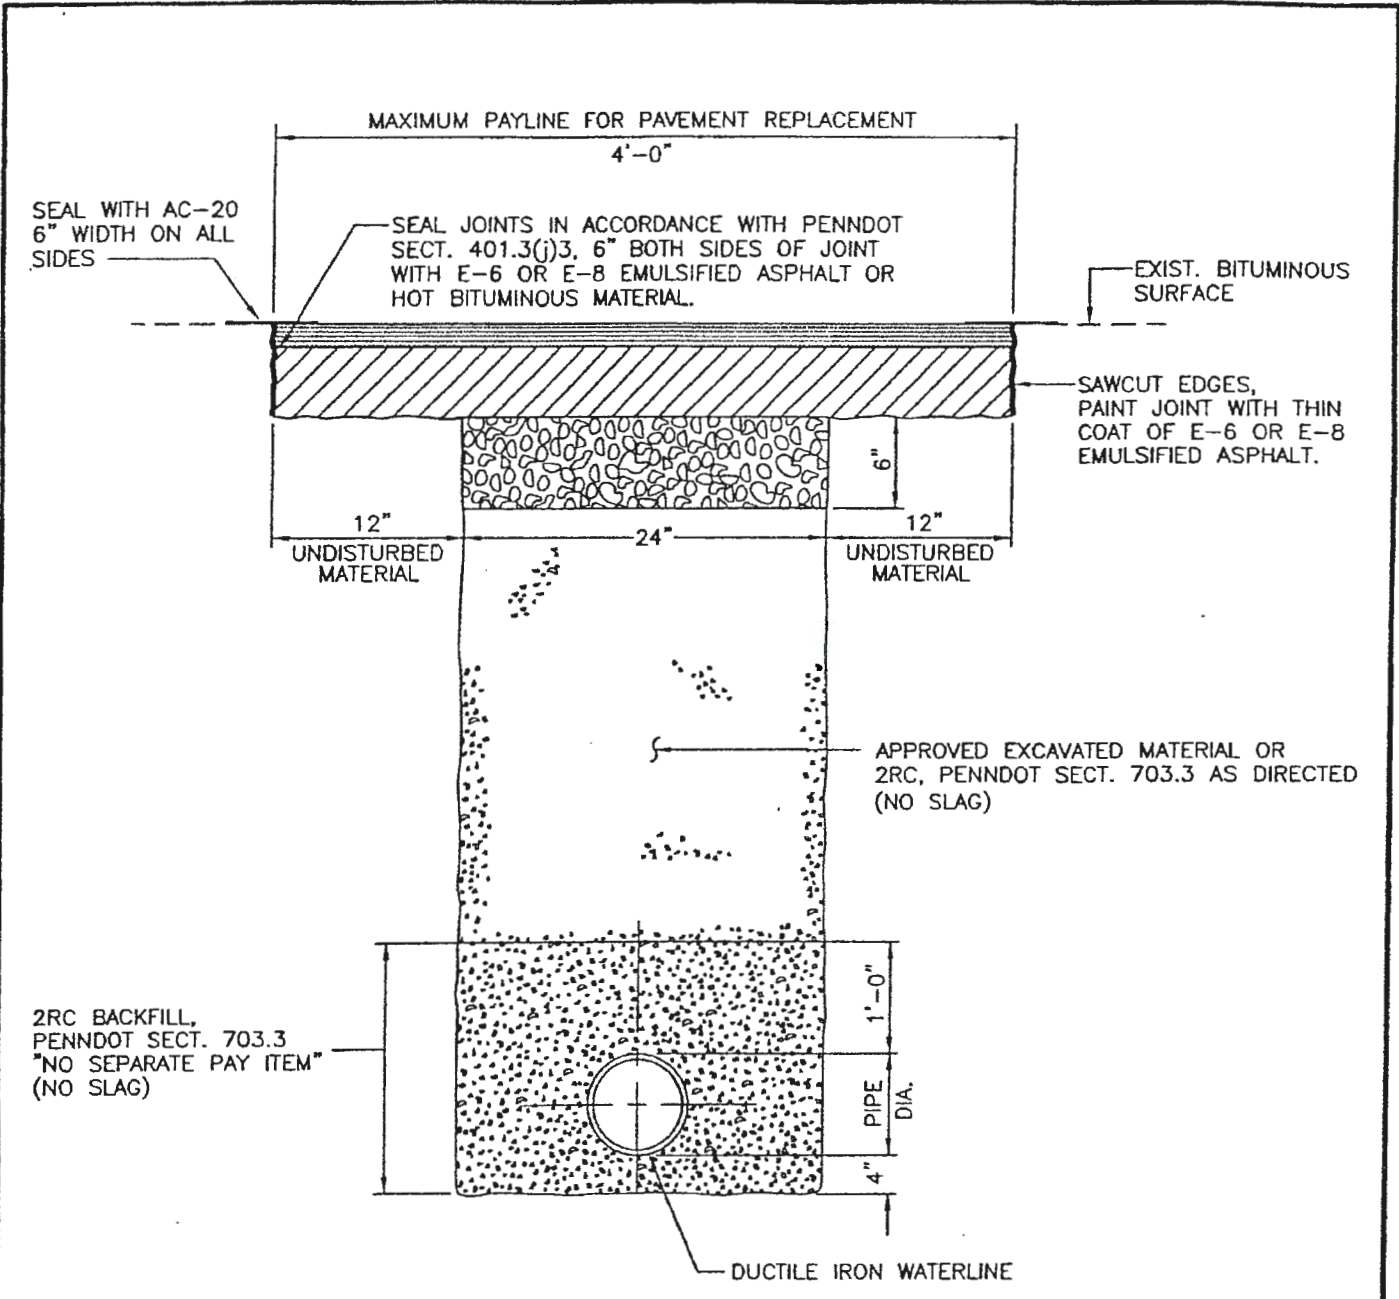 MAXIMUM PAYLINE FOR PAVEMENT REPLACEMENT
4'-0"
SEAL WITH AC-20
6" WIDTH ON ALL
SIDES
SEAL JOINTS IN ACCORDANCE WITH PENNDOT
SECT. 401.3(j)3, 6" BOTH SIDES OF JOINT
WITH E-6 OR E-8 EMULSIFIED ASPHALT OR
HOT BITUMINOUS MATERIAL.
EXIST. BITUMINOUS
SURFACE
SAWCUT EDGES,
PAINT JOINT WITH THIN
COAT OF E-6 OR E-8
EMULSIFIED ASPHALT.
6"
12"
UNDISTURBED
MATERIAL
24"
12"
UNDISTURBED
MATERIAL
APPROVED EXCAVATED MATERIAL OR
2RC, PENNDOT SECT. 703.3 AS DIRECTED
(NO SLAG)
2RC BACKFILL,
PENNDOT SECT. 703.3
"NO SEPARATE PAY ITEM"
(NO SLAG)
1'-0"
PIPE
DIA.
4"
DUCTILE IRON WATERLINE